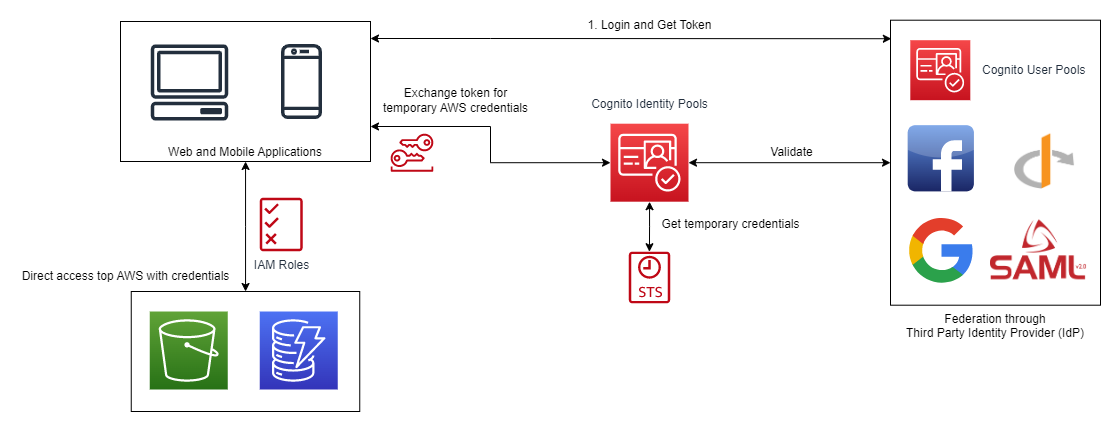 1. Login and Get Token
Cognito User Pools
Exchange token for
temporary AWS credentials
Cognito Identity Pools
Web and Mobile Applications
Validate
Get temporary credentials
IAM Roles
Direct access top AWS with credentials
STS
SAML v2.0
Federation through
Third Party Identity Provider (IdP)